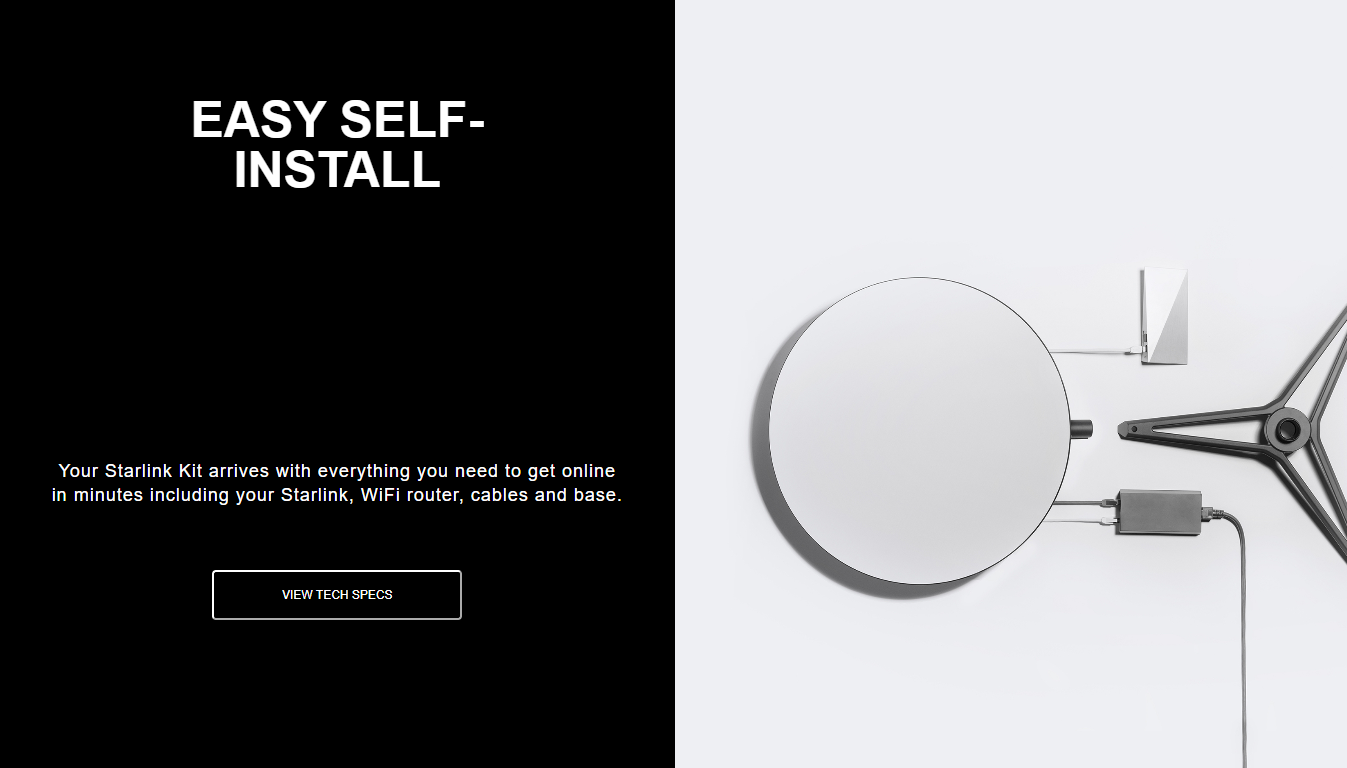 EASY SELF-
INSTALL
Your Starlink Kit arrives with everything you need to get online
in minutes including your Starlink, WiFi router, cables and base.
VIEW TECH SPECS